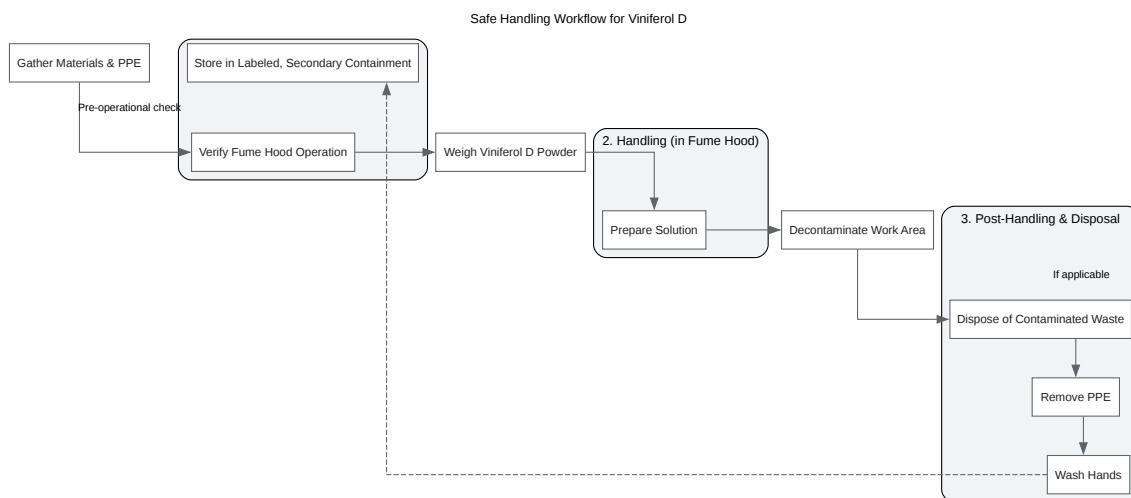 Safe Handling Workflow for Viniferol D
Gather Materials & PPE
Store in Labeled, Secondary Containment
Pre-operational check
Verify Fume Hood Operation
Weigh Viniferol D Powder
2. Handling (in Fume Hood)
Prepare Solution
Decontaminate Work Area
3. Post-Handling & Disposal
If applicable
Dispose of Contaminated Waste
Remove PPE
Wash Hands